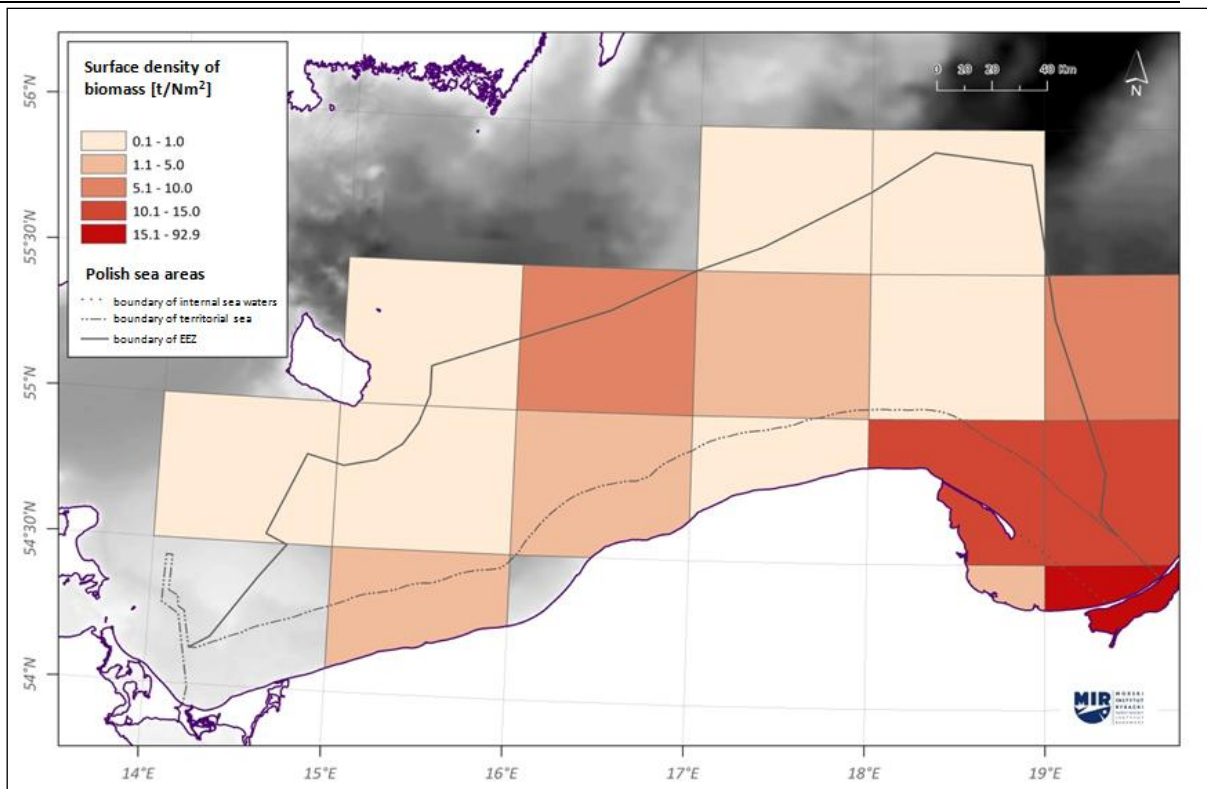 Surface density of
biomass [t/Nm²]
0.1 - 1.0
1.1 - 5.0
5.1 - 10.0
10.1 - 15.0
15.1 - 92.9
Polish sea areas
boundary of internal sea waters
boundary of territorial sea
boundary of EEZ
0 10 20 40 Km
N
56°N
55°30'N
55°N
54°30'N
54°N
14°E 15°E 16°E 17°E 18°E 19°E
MIR
MORSKI
INSTYTUT
RYBACKI